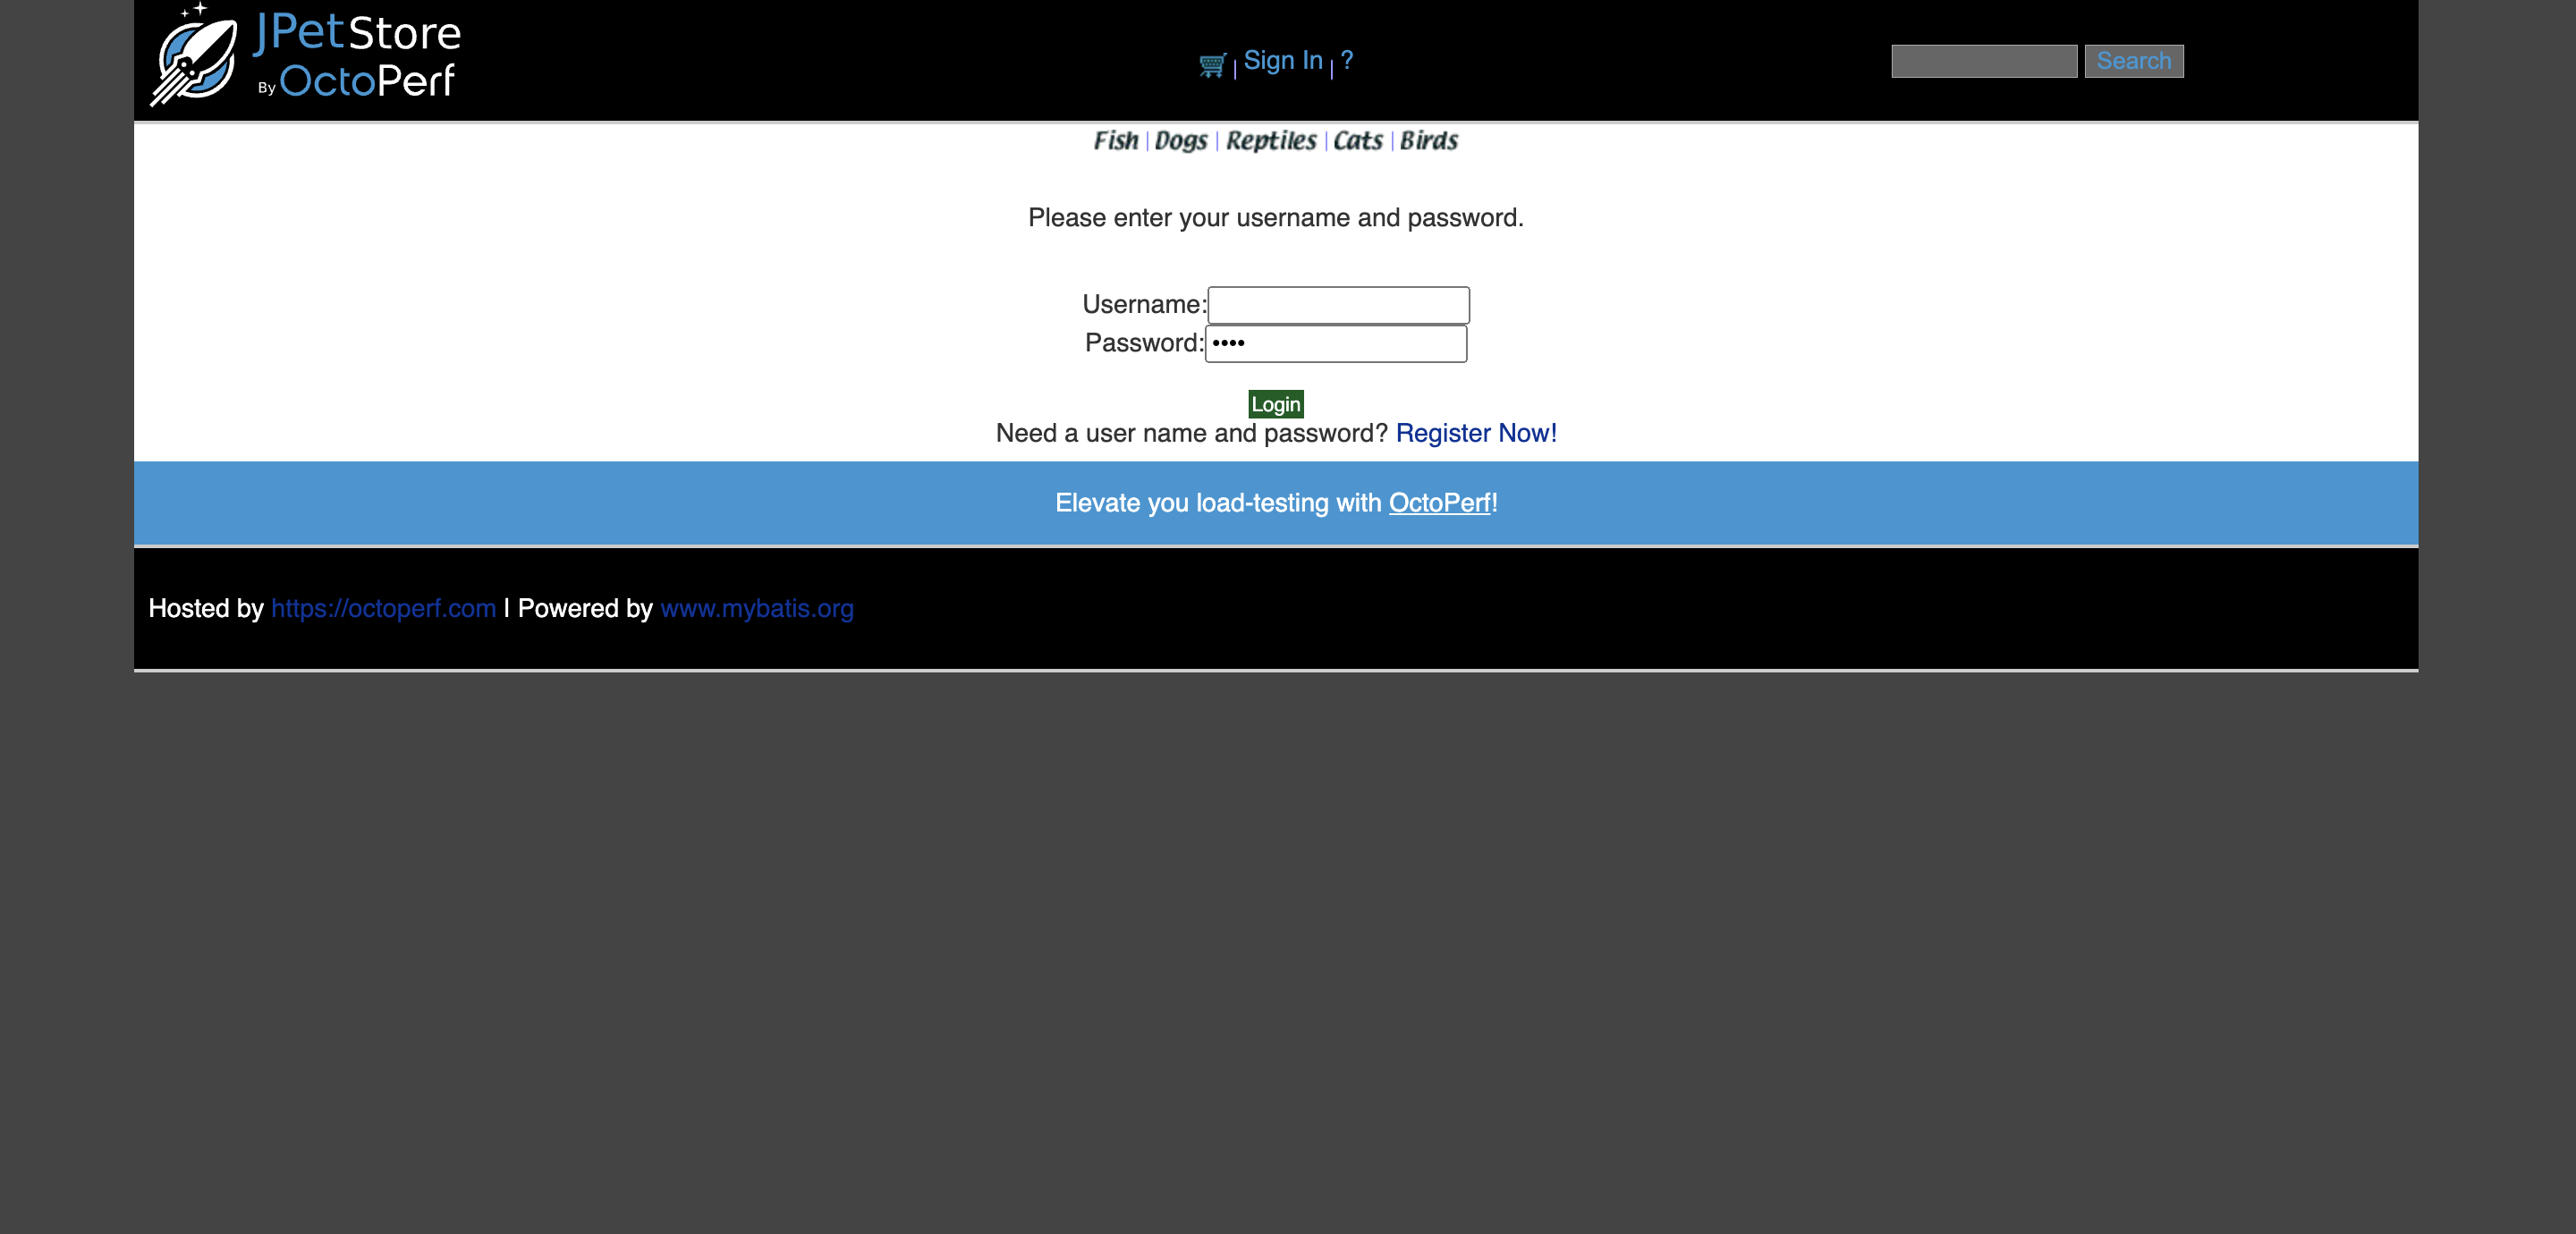 JPetStore
By OctoPerf
| Sign In | ?
Search
Fish | Dogs | Reptiles | Cats | Birds
Please enter your username and password.
Username:
Password: ••••
Login
Need a user name and password? Register Now!
Elevate you load-testing with OctoPerf!
Hosted by https://octoperf.com | Powered by www.mybatis.org